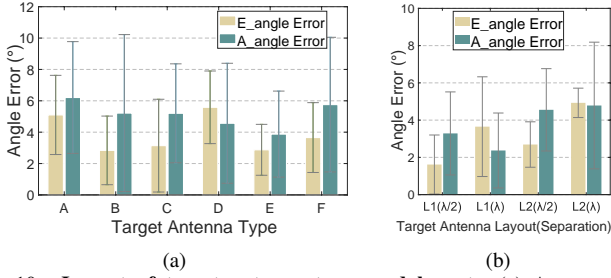 12
10
8
6
4
2
0
Angle Error (°)
E_angle Error
A_angle Error
A B C D E F
Target Antenna Type
(a)
10
8
6
4
2
0
Angle Error (°)
E_angle Error
A_angle Error
L1(λ/2) L1(λ) L2(λ/2) L2(λ)
Target Antenna Layout(Separation)
(b)